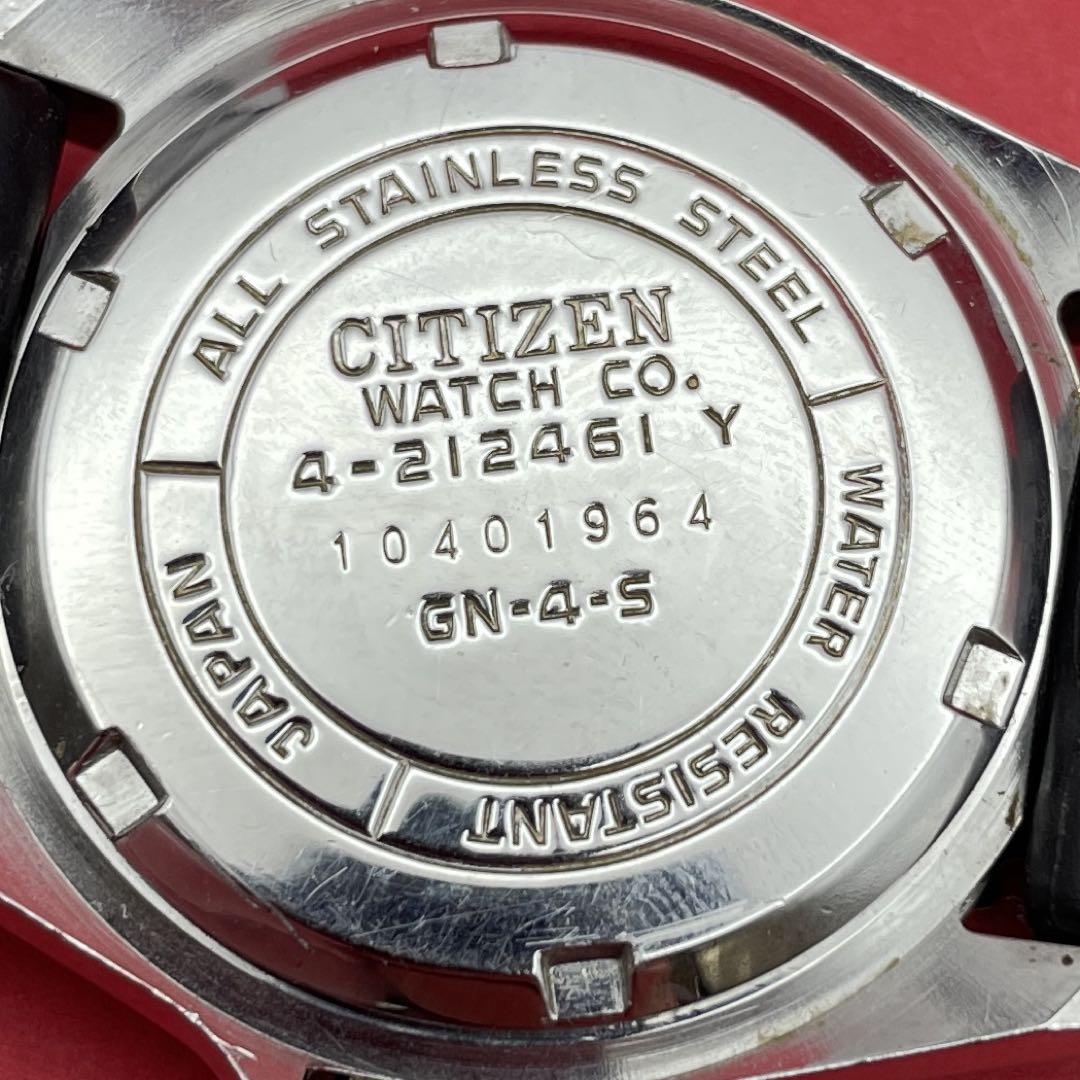 ALL STAINLESS STEEL
WATER RESISTANT
JAPAN
CITIZEN
WATCH CO.
4-212461 Y
10401964
GN-4-S